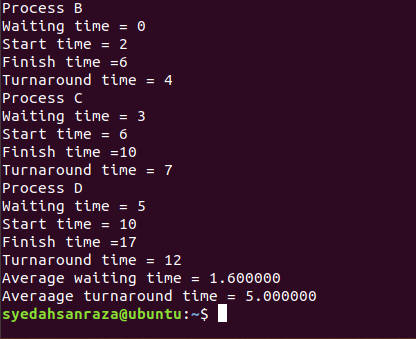 Process B
Waiting time = 0
Start time = 2
Finish time =6
Turnaround time = 4
Process C
Waiting time = 3
Start time = 6
Finish time =10
Turnaround time = 7
Process D
Waiting time = 5
Start time = 10
Finish time =17
Turnaround time = 12
Average waiting time = 1.600000
Averaage turnaround time = 5.000000
syedahsanraza@ubuntu:~$